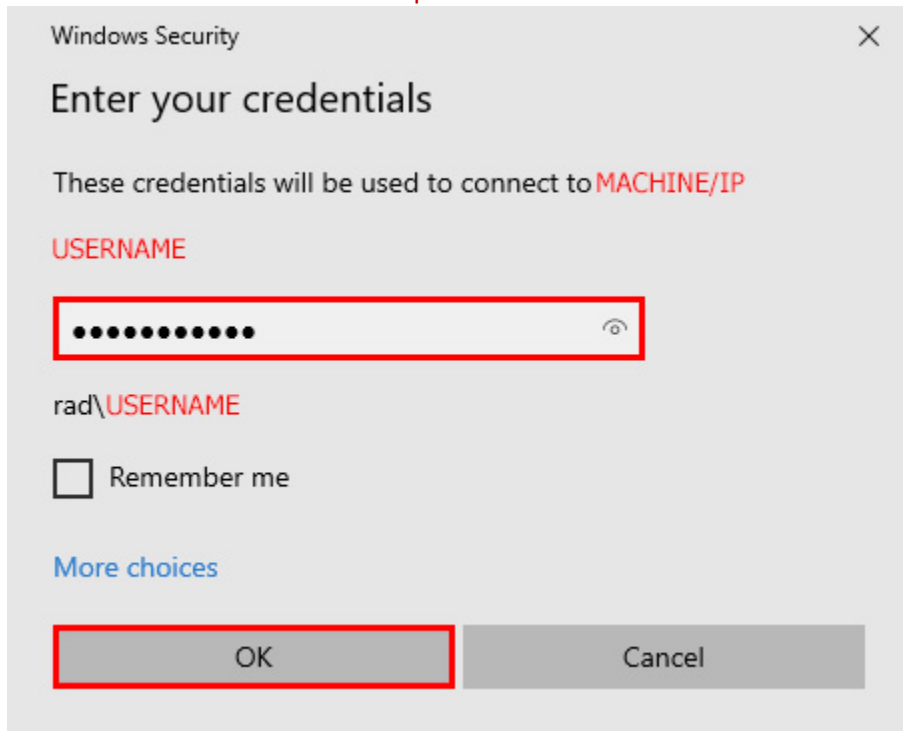 Windows Security
Enter your credentials
These credentials will be used to connect to MACHINE/IP
USERNAME
●●●●●●●●●●●
rad\USERNAME
Remember me
More choices
OK Cancel